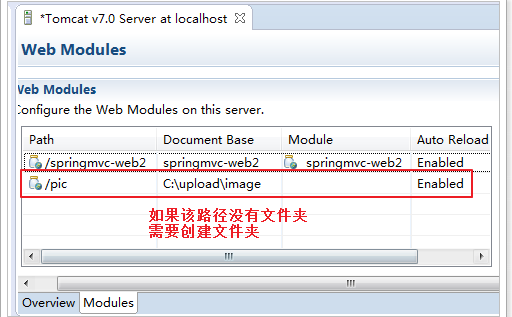 *Tomcat v7.0 Server at localhost
Web Modules
Web Modules
Configure the Web Modules on this server.
Path Document Base Module Auto Reload
/springmvc-web2 springmvc-web2 springmvc-web2 Enabled
/pic C:\upload\image Enabled
如果该路径没有文件夹
需要创建文件夹
Overview Modules